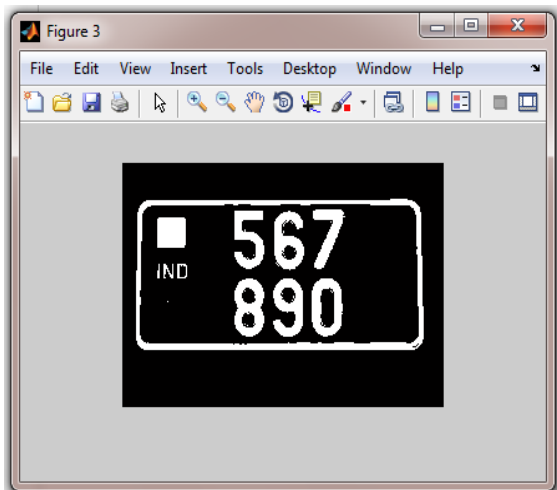 Figure 3
File Edit View Insert Tools Desktop Window Help
567
IND
890